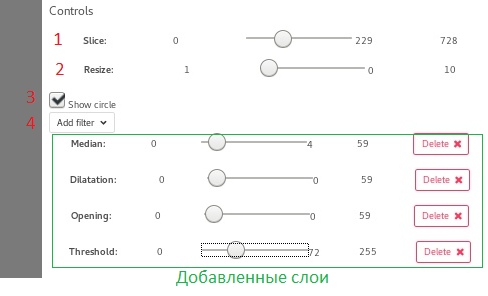 Controls
1 Slice: 0 229 728
2 Resize: 1 0 10
3 Show circle
4 Add filter
Median: 0 4 59 Delete
Dilatation: 0 0 59 Delete
Opening: 0 0 59 Delete
Threshold: 0 72 255 Delete
Добавленные слои